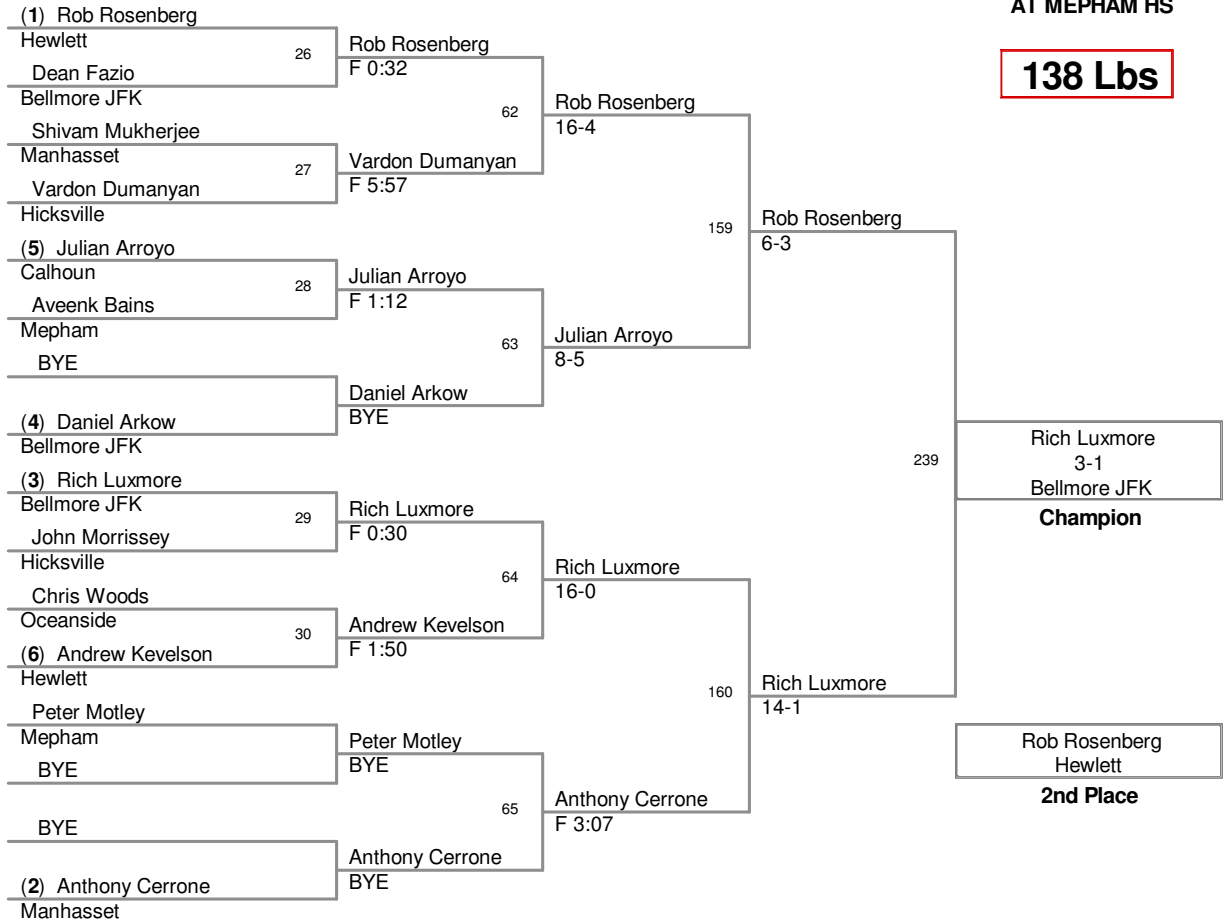 AT MEPHAM HS
138 Lbs
(1) Rob Rosenberg
Hewlett
26
Dean Fazio
Bellmore JFK
Shivam Mukherjee
Manhasset
27
Vardon Dumanyan
Hicksville
(5) Julian Arroyo
Calhoun
28
Aveenk Bains
Mepham
BYE
(4) Daniel Arkow
Bellmore JFK
(3) Rich Luxmore
Bellmore JFK
29
John Morrissey
Hicksville
Chris Woods
Oceanside
30
(6) Andrew Kevelson
Hewlett
Peter Motley
Mepham
BYE
BYE
(2) Anthony Cerrone
Manhasset
Rob Rosenberg
F 0:32
62
Vardon Dumanyan
F 5:57
Julian Arroyo
F 1:12
63
Daniel Arkow
BYE
Rich Luxmore
F 0:30
64
Andrew Kevelson
F 1:50
Peter Motley
BYE
65
Anthony Cerrone
BYE
Rob Rosenberg
16-4
159
Julian Arroyo
8-5
Rich Luxmore
16-0
160
Anthony Cerrone
F 3:07
Rob Rosenberg
6-3
239
Rich Luxmore
14-1
Rich Luxmore
3-1
Bellmore JFK
Champion
Rob Rosenberg
Hewlett
2nd Place